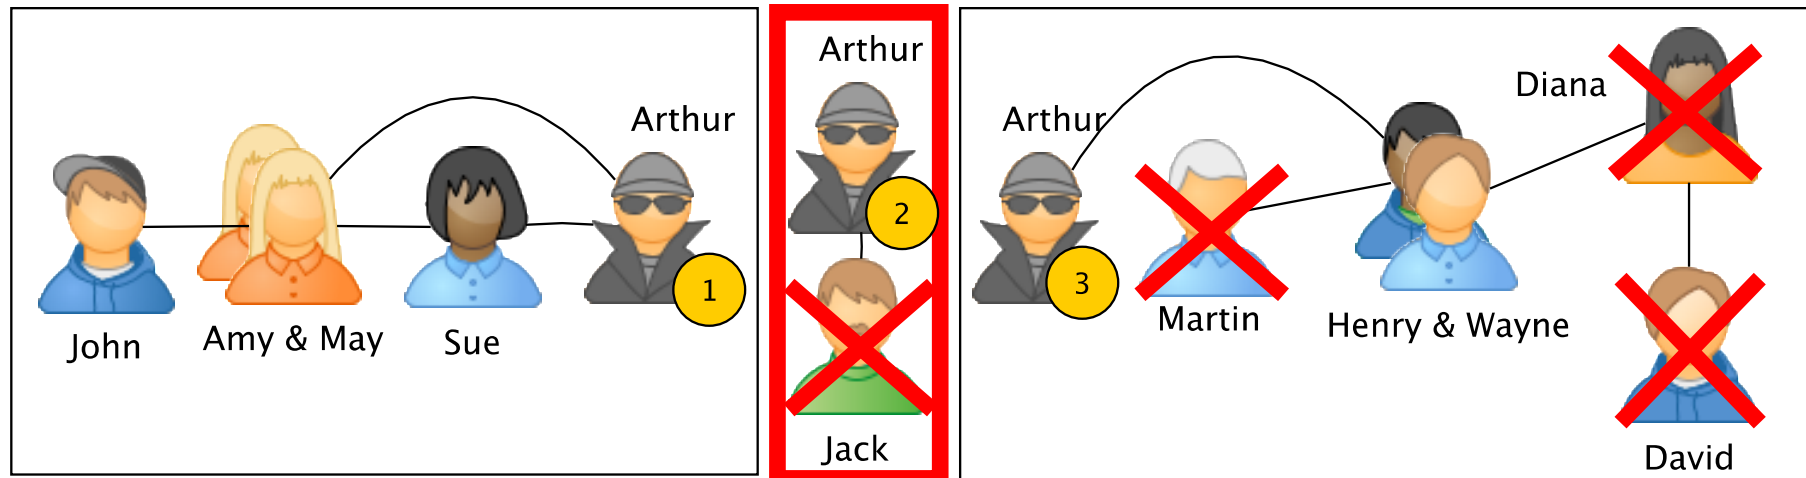 Arthur
1
John
Amy & May
Sue
Arthur
2
Jack
Arthur
3
Martin
Henry & Wayne
Diana
David